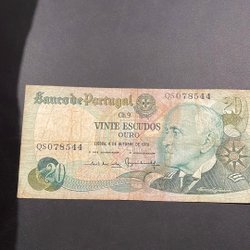 QS078544
20
Banco de Portugal
Ch.9
VINTE ESCUDOS
OURO
QS078544
20